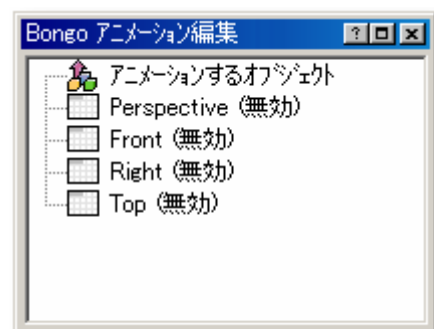 Bongo アニメーション編集
アニメーションするオブジェクト
Perspective (無効)
Front (無効)
Right (無効)
Top (無効)